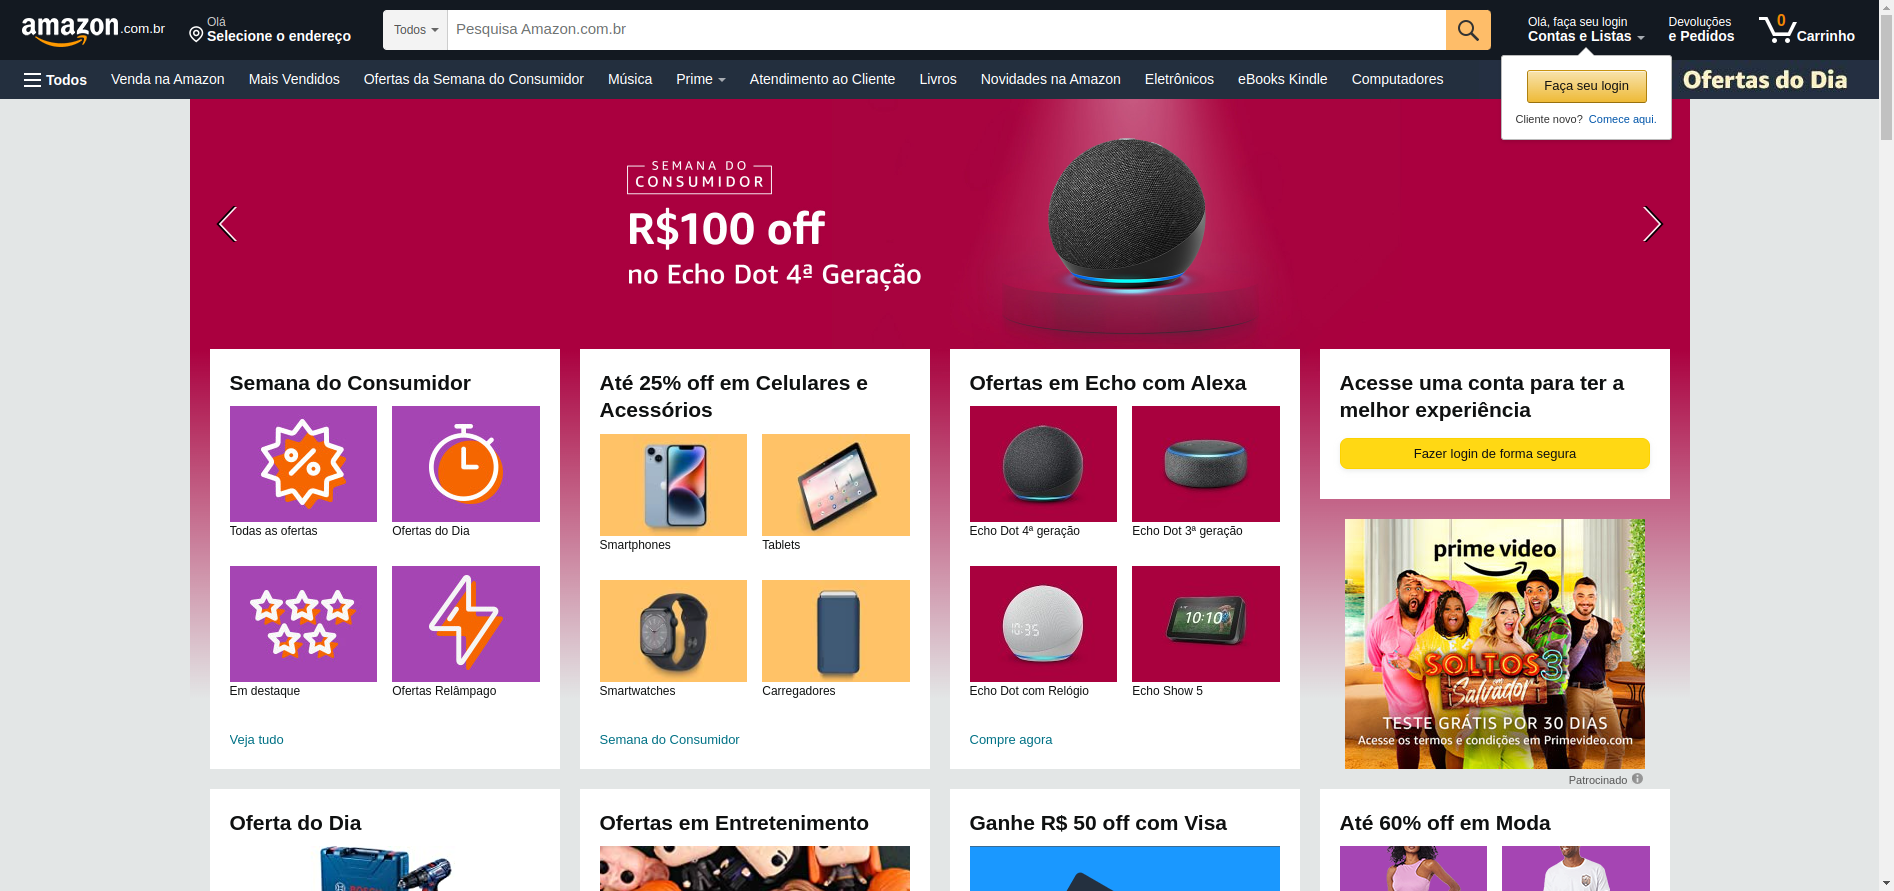 amazon.com.br
Olá
Selecione o endereço
Todos
Pesquisa Amazon.com.br
Olá, faça seu login
Contas e Listas
Devoluções
e Pedidos
0
Carrinho
Todos
Venda na Amazon
Mais Vendidos
Ofertas da Semana do Consumidor
Música
Prime
Atendimento ao Cliente
Livros
Novidades na Amazon
Eletrônicos
eBooks Kindle
Computadores
Ofertas do Dia
Faça seu login
Cliente novo? Comece aqui.
SEMANA DO
CONSUMIDOR
R$100 off
no Echo Dot 4ª Geração
Semana do Consumidor
Todas as ofertas
Ofertas do Dia
Em destaque
Ofertas Relâmpago
Veja tudo
Até 25% off em Celulares e
Acessórios
Smartphones
Tablets
Smartwatches
Carregadores
Semana do Consumidor
Ofertas em Echo com Alexa
Echo Dot 4ª geração
Echo Dot 3ª geração
10:35
10:10
Echo Dot com Relógio
Echo Show 5
Compre agora
Acesse uma conta para ter a
melhor experiência
Fazer login de forma segura
prime video
SOLTOS 3
em
Salvador
TESTE GRÁTIS POR 30 DIAS
Acesse os termos e condições em Primevideo.com
Patrocinado
Oferta do Dia
BOSCH
Ofertas em Entretenimento
Ganhe R$ 50 off com Visa
Até 60% off em Moda